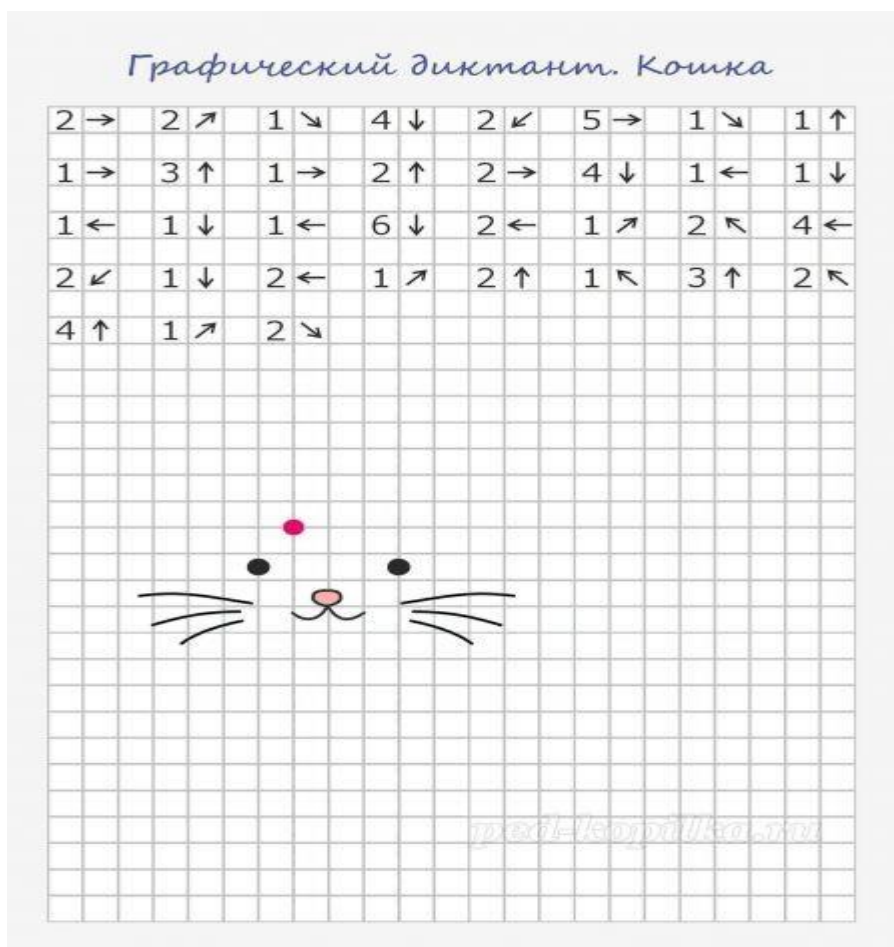 Графический диктант. Кошка
2 → 2 ↗ 1 ↘ 4 ↓ 2 ↙ 5 → 1 ↘ 1 ↑
1 → 3 ↑ 1 → 2 ↑ 2 → 4 ↓ 1 ← 1 ↓
1 ← 1 ↓ 1 ← 6 ↓ 2 ← 1 ↗ 2 ↖ 4 ←
2 ↙ 1 ↓ 2 ← 1 ↗ 2 ↑ 1 ↖ 3 ↑ 2 ↖
4 ↑ 1 ↗ 2 ↘
ped-kopilka.ru